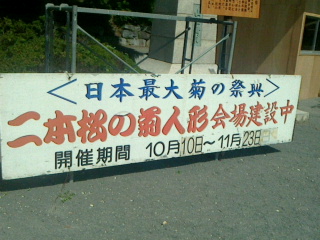 ＜日本最大菊の祭典＞
二本松の菊人形会場建設中
開催期間 10月10日〜11月23日